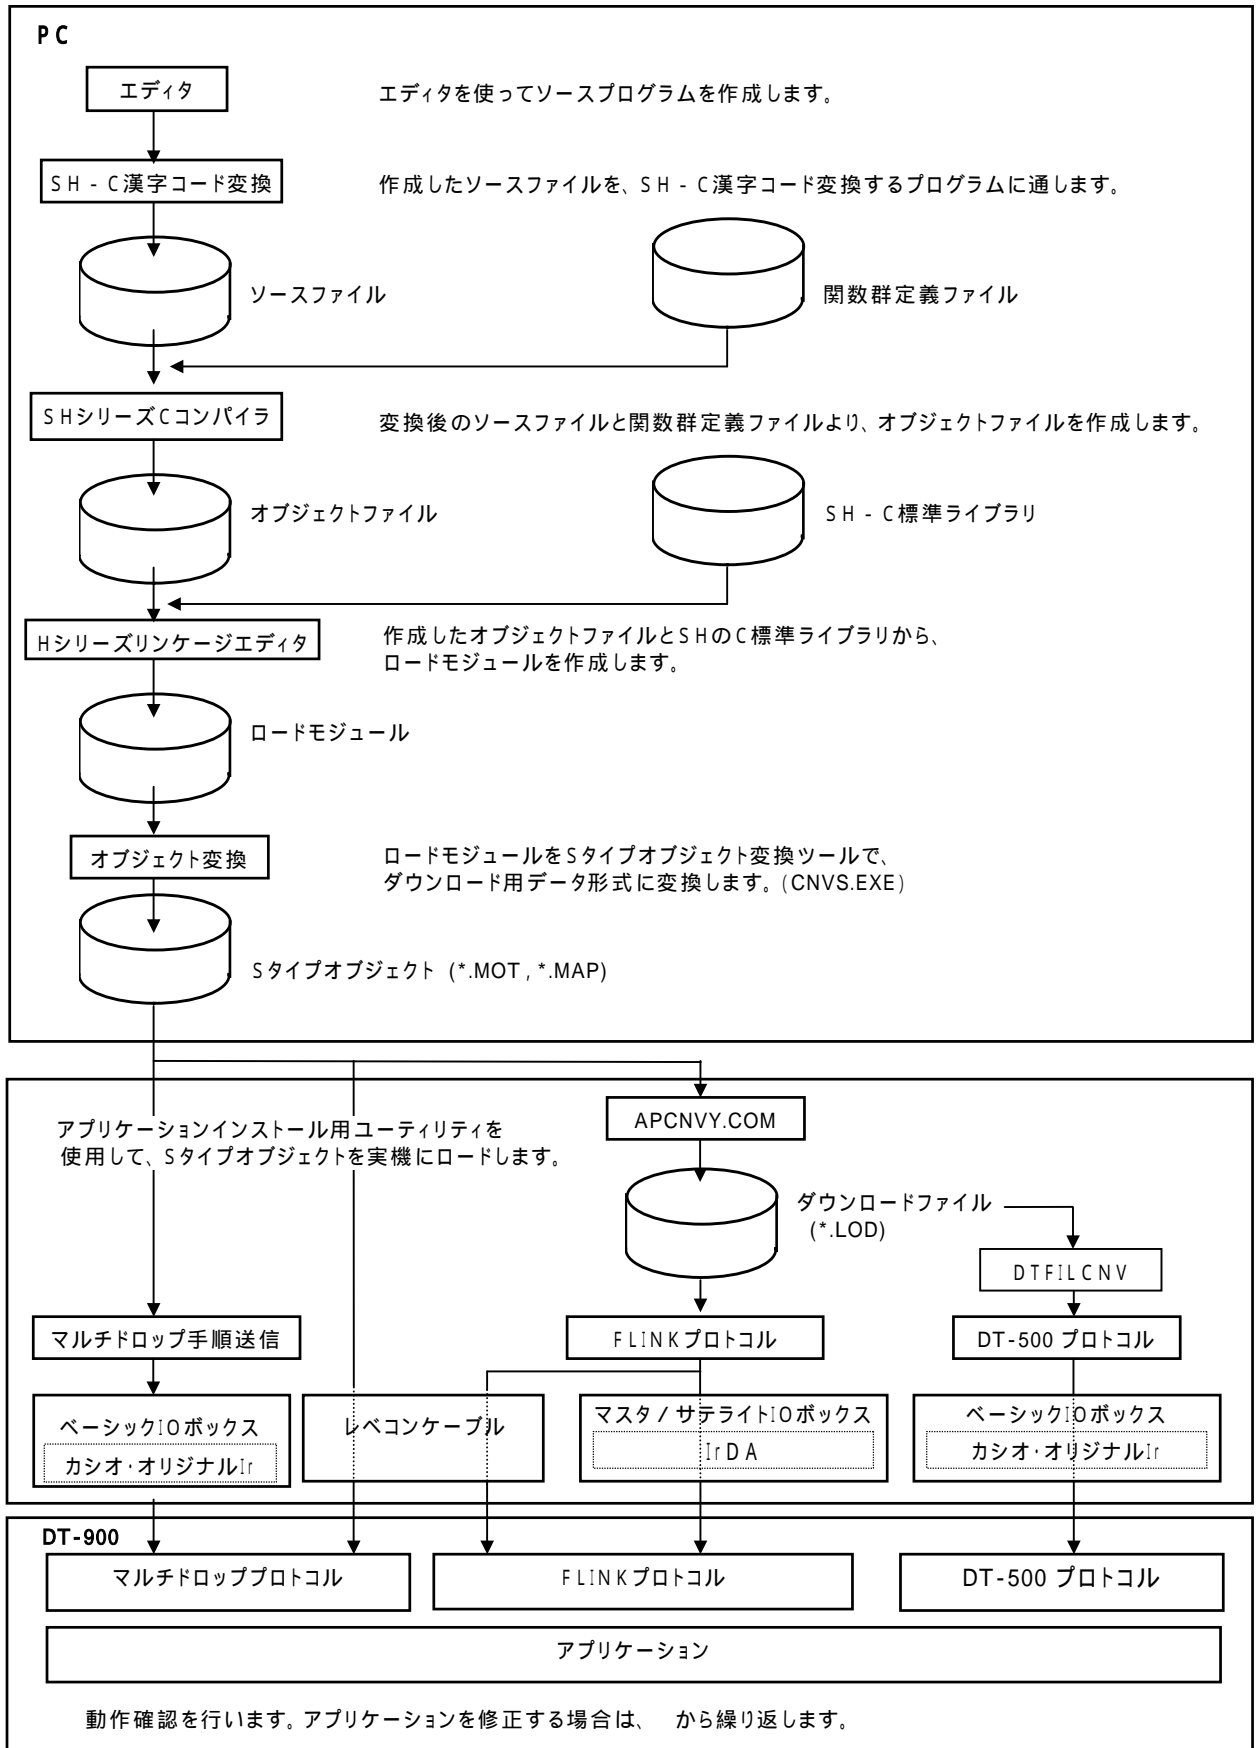 PC
エディタ
エディタを使ってソースプログラムを作成します。
SH-C漢字コード変換
作成したソースファイルを、SH-C漢字コード変換するプログラムに通します。
ソースファイル
関数群定義ファイル
SHシリーズCコンパイラ
変換後のソースファイルと関数群定義ファイルより、オブジェクトファイルを作成します。
オブジェクトファイル
SH-C標準ライブラリ
Hシリーズリンケージエディタ
作成したオブジェクトファイルとSHのC標準ライブラリから、
ロードモジュールを作成します。
ロードモジュール
オブジェクト変換
ロードモジュールをSタイプオブジェクト変換ツールで、
ダウンロード用データ形式に変換します。(CNVS.EXE)
Sタイプオブジェクト (*.MOT , *.MAP)
アプリケーションインストール用ユーティリティを
使用して、Sタイプオブジェクトを実機にロードします。
APCNVY.COM
ダウンロードファイル
(*.LOD)
DTFILCNV
マルチドロップ手順送信
FLINKプロトコル
DT-500 プロトコル
ベーシックIOボックス
カシオ・オリジナルIr
レベコンケーブル
マスタ/サテライトIOボックス
IrDA
ベーシックIOボックス
カシオ・オリジナルIr
DT-900
マルチドロッププロトコル
FLINKプロトコル
DT-500 プロトコル
アプリケーション
動作確認を行います。アプリケーションを修正する場合は、 から繰り返します。